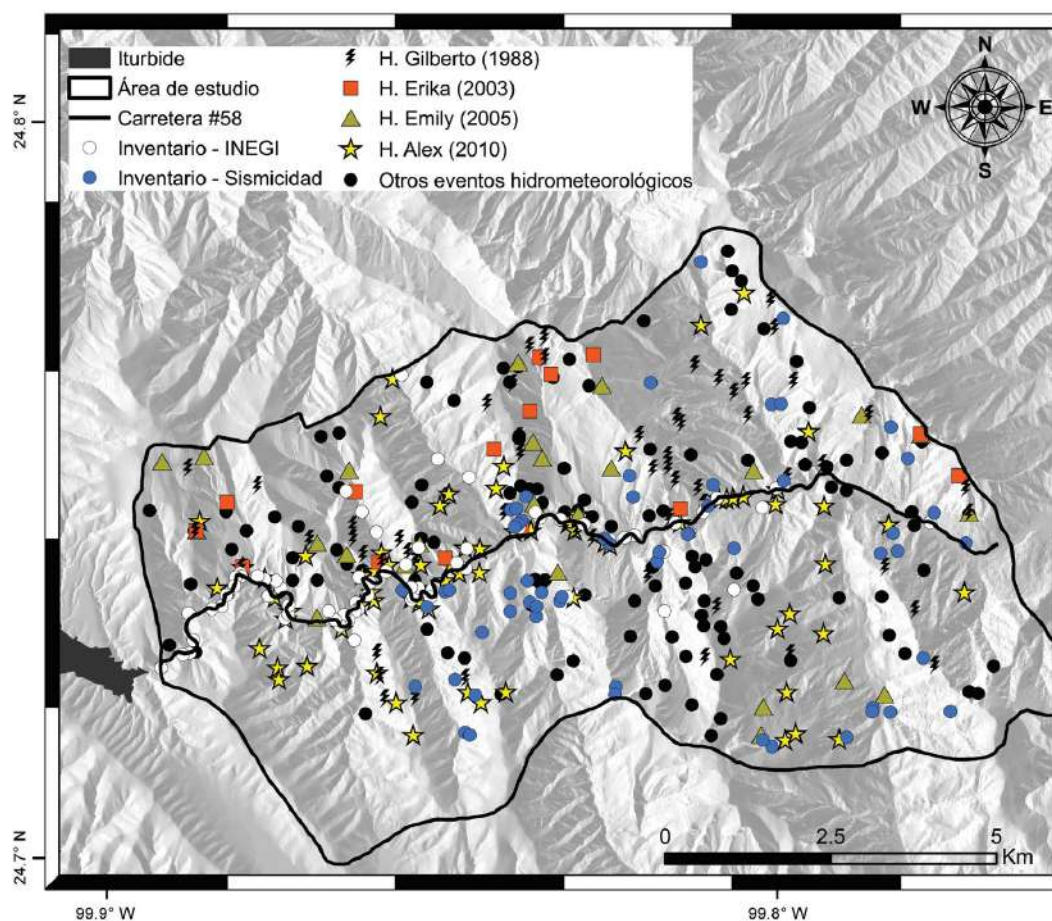 Iturbide
Área de estudio
Carretera #58
Inventario - INEGI
Inventario - Sismicidad
H. Gilberto (1988)
H. Erika (2003)
H. Emily (2005)
H. Alex (2010)
Otros eventos hidrometeorológicos
N
W
E
S
24.8° N
24.7° N
0
2.5
5
Km
99.9° W
99.8° W